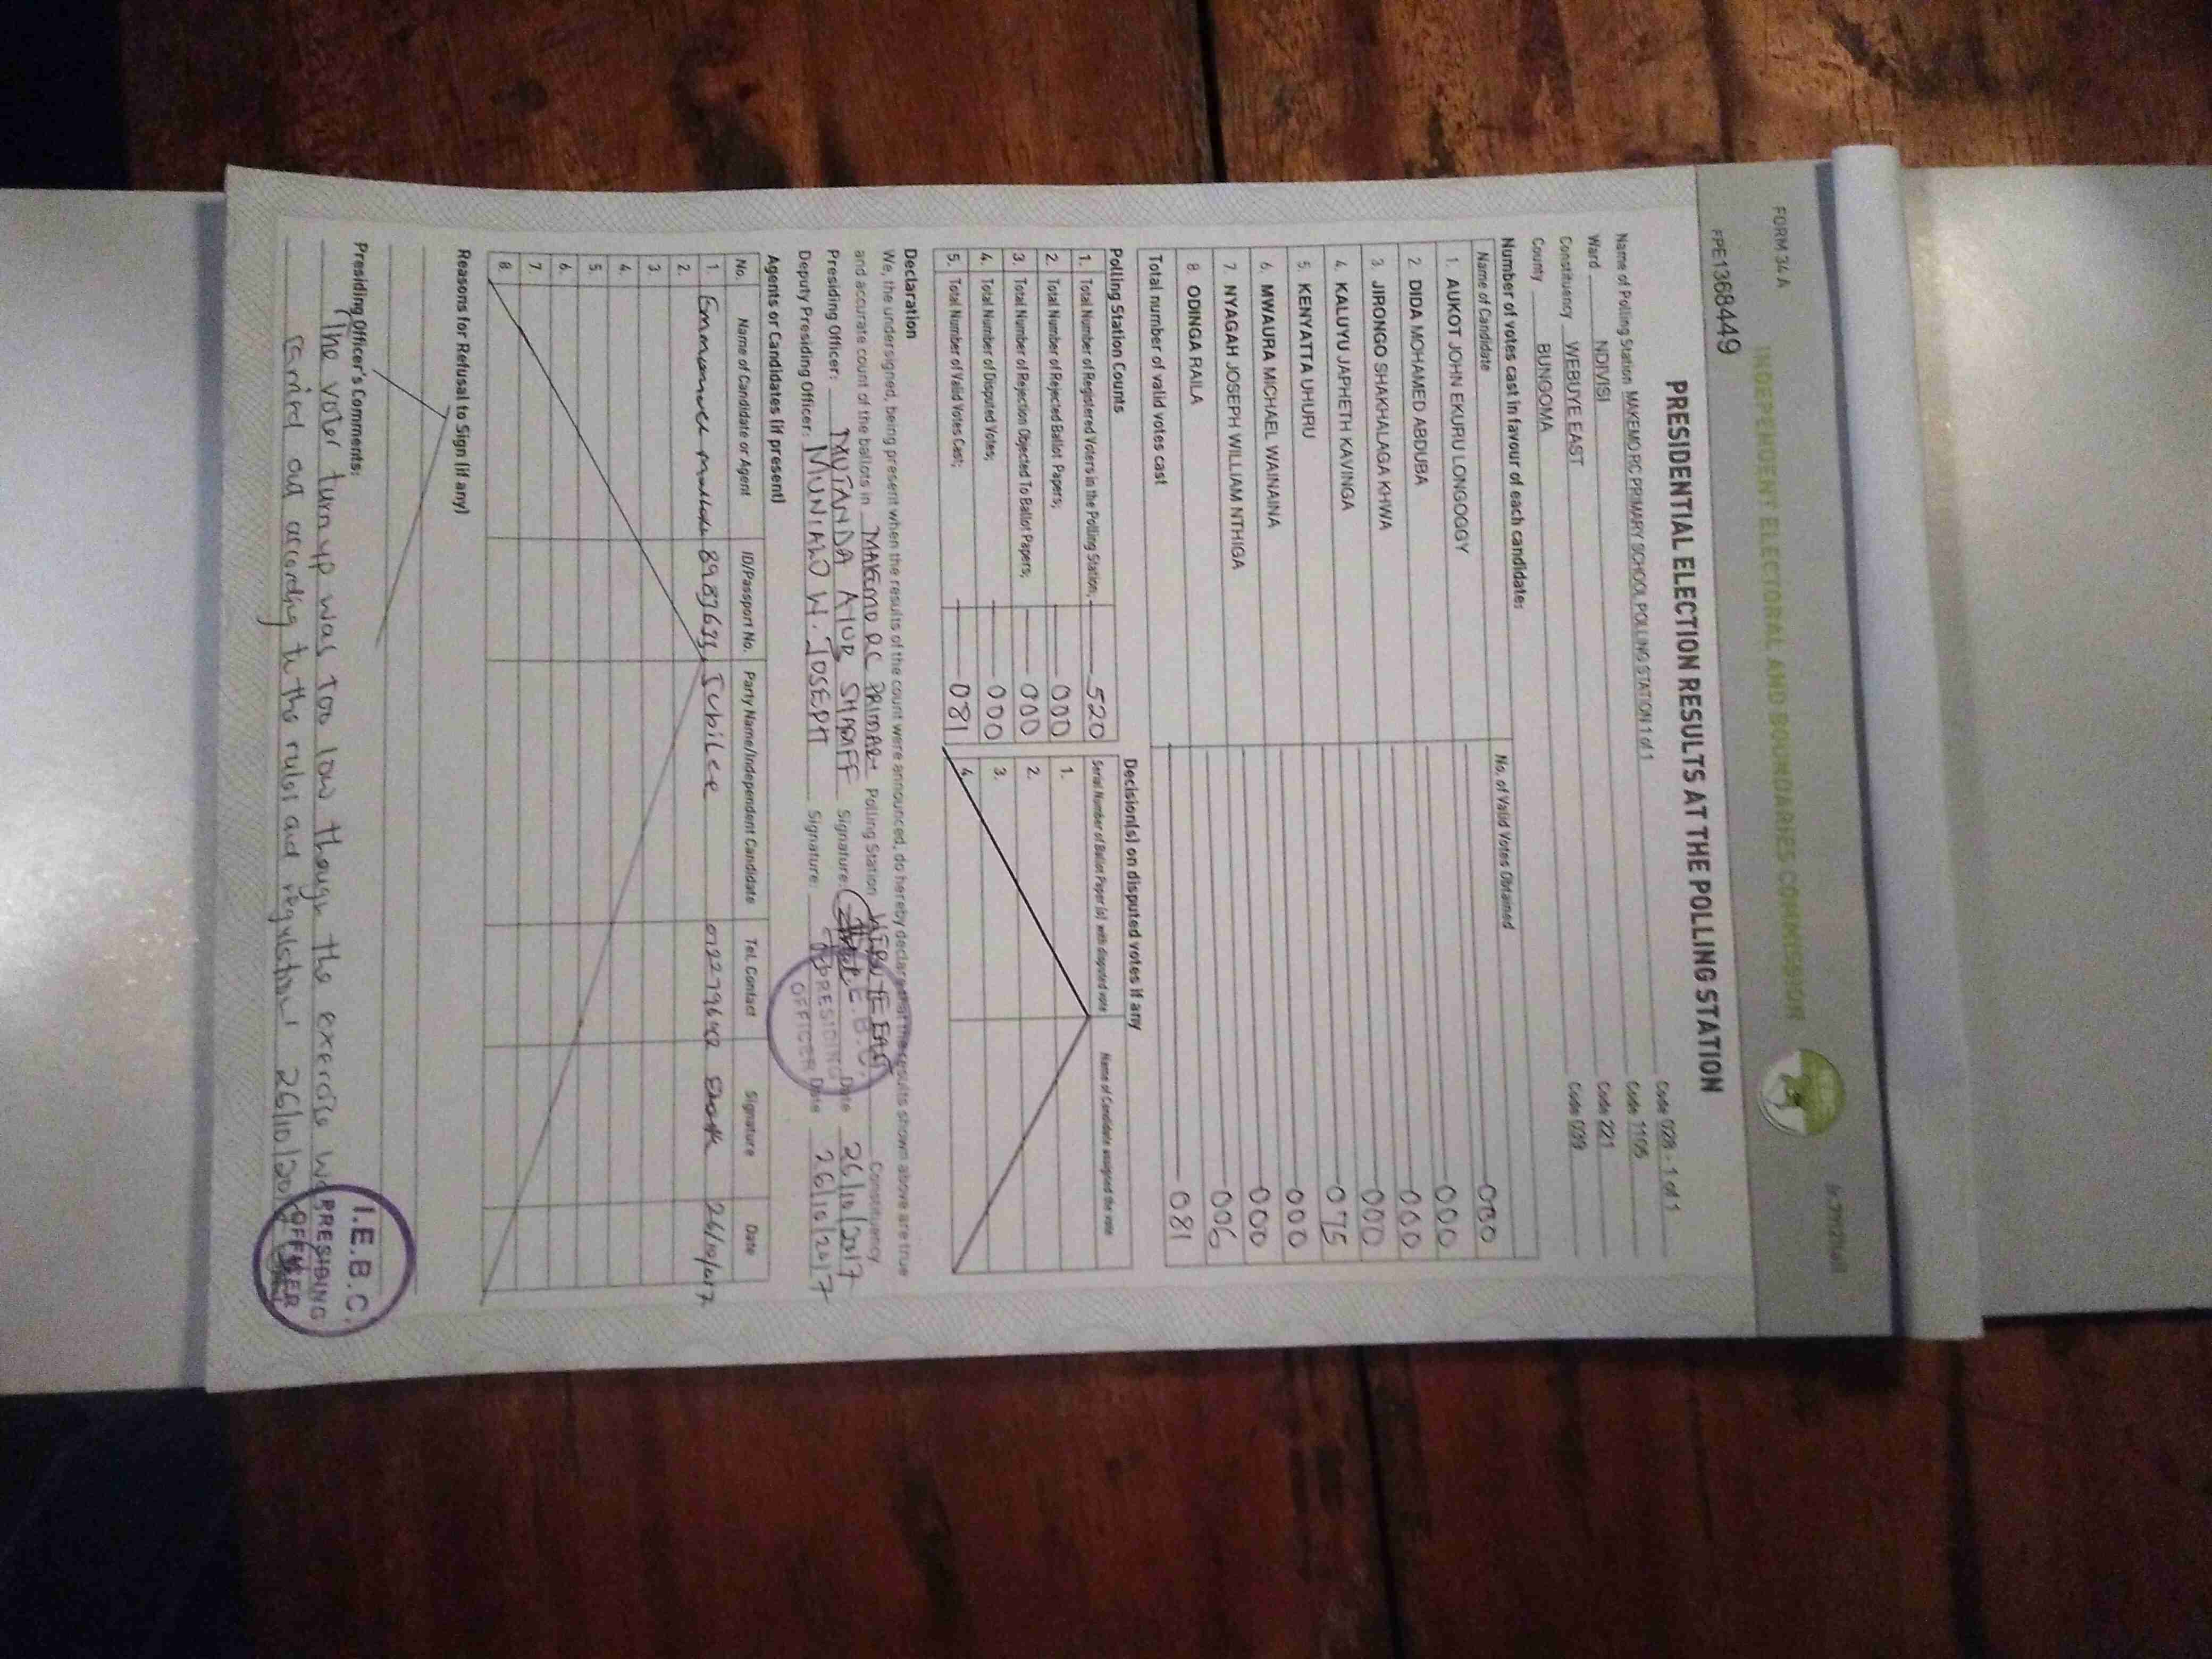 FORM 34A
INDEPENDENT ELECTORAL AND BOUNDARIES COMMISSION
FPE1368449
PRESIDENTIAL ELECTION RESULTS AT THE POLLING STATION
Name of Polling Station MAKEMO RC PRIMARY SCHOOL POLLING STATION 1 of 1 Code 028 - 1 of 1
Ward NDIVISI Code 1105
Constituency WEBUYE EAST Code 221
County BUNGOMA Code 039
Number of votes cast in favour of each candidate:
Name of Candidate No. of Valid Votes Obtained
1. AUKOT JOHN EKURU LONGOGGY 000
2. DIDA MOHAMED ABDUBA 000
3. JIRONGO SHAKHALAGA KHWA 000
4. KALUYU JAPHETH KAVINGA 000
5. KENYATTA UHURU 075
6. MWAURA MICHAEL WAINAINA 000
7. NYAGAH JOSEPH WILLIAM NTHIGA 000
8. ODINGA RAILA 006
Total number of valid votes cast 081
Polling Station Counts
1. Total Number of Registered Voters in the Polling Station; 520
2. Total Number of Rejected Ballot Papers; 000
3. Total Number of Rejection Objected To Ballot Papers; 000
4. Total Number of Disputed Votes; 000
5. Total Number of Valid Votes Cast; 081
Decision(s) on disputed votes if any
Serial Number of Ballot Paper (s) with disputed vote Name of Candidate assigned the vote
1.
2.
3.
4.
Declaration
We, the undersigned, being present when the results of the count were announced, do hereby declare that the results shown above are true
and accurate count of the ballots in MAKEMO RC PRIMARY Polling Station WEBUYE EAST Constituency
Presiding Officer: MUTANDA AIUB SHARIFF Signature: Date 26/10/2017
Deputy Presiding Officer: MUNIALO W. JOSEPH Signature: Date 26/10/2017
I.E.B.C. PRESIDING OFFICER
Agents or Candidates (if present)
No. Name of Candidate or Agent ID/Passport No. Party Name/Independent Candidate Tel. Contact Signature Date
1. Jubilee 26/10/017
2.
3.
4.
5.
6.
7.
8.
Reasons for Refusal to Sign (if any)
Presiding Officer's Comments:
The voter turn up was too low though the exercise was
carried out according to the rules and regulations 26/10/201
I.E.B.C.
PRESIDING
OFFICER